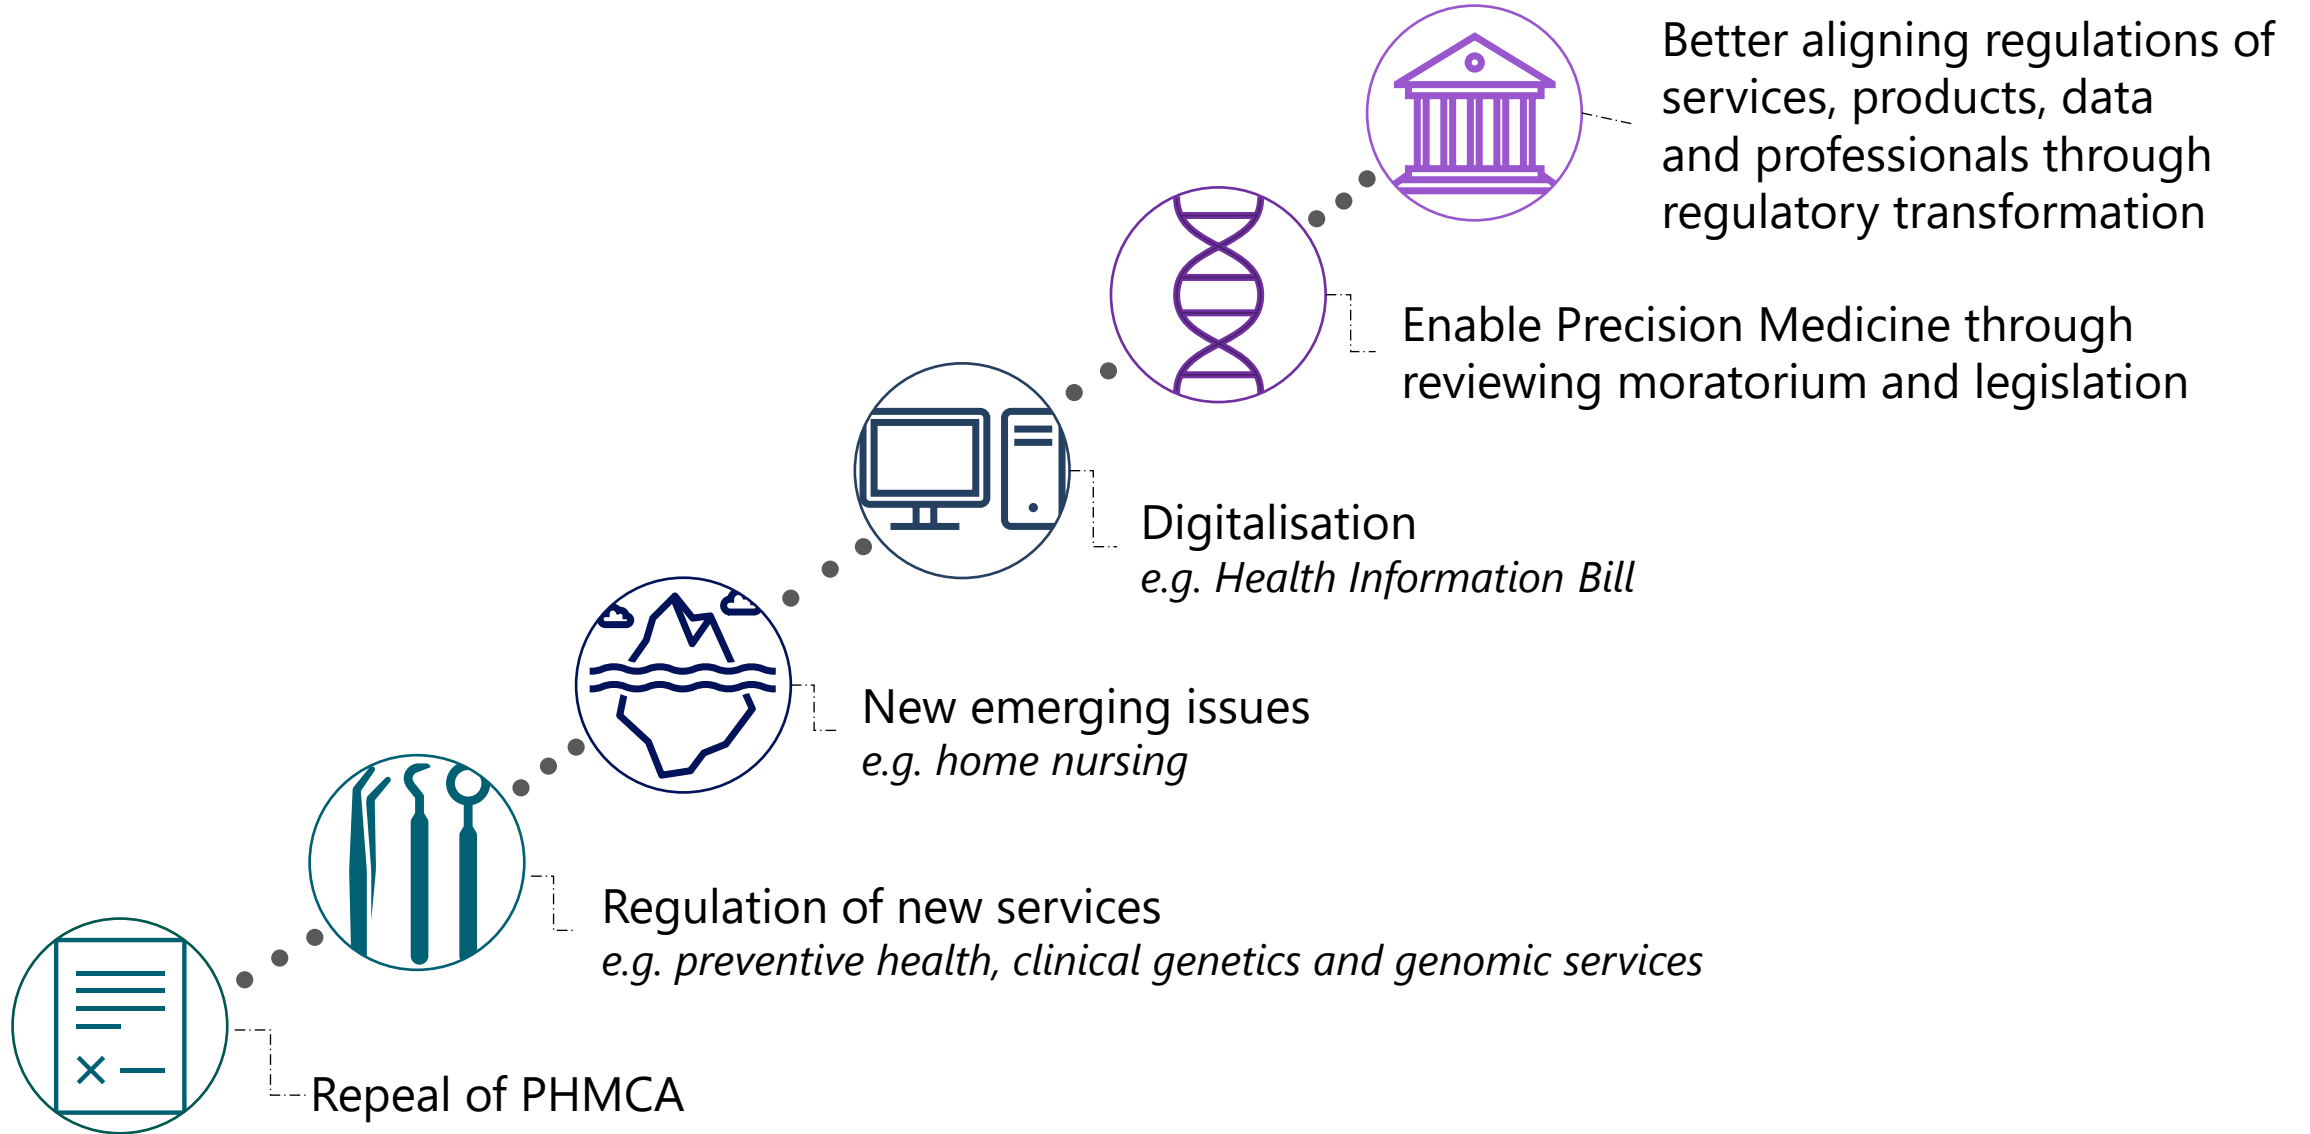 Better aligning regulations of
services, products, data
and professionals through
regulatory transformation
Enable Precision Medicine through
reviewing moratorium and legislation
Digitalisation
e.g. Health Information Bill
New emerging issues
e.g. home nursing
Regulation of new services
e.g. preventive health, clinical genetics and genomic services
Repeal of PHMCA